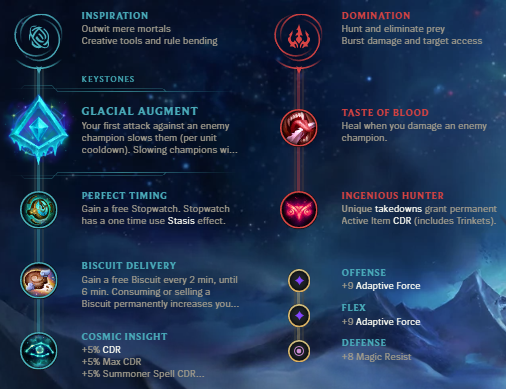 INSPIRATION
Outwit mere mortals
Creative tools and rule bending
KEYSTONES
GLACIAL AUGMENT
Your first attack against an enemy
champion slows them (per unit
cooldown). Slowing champions wi...
PERFECT TIMING
Gain a free Stopwatch. Stopwatch
has a one time use Stasis effect.
BISCUIT DELIVERY
Gain a free Biscuit every 2 min, until
6 min. Consuming or selling a
Biscuit permanently increases you...
COSMIC INSIGHT
+5% CDR
+5% Max CDR
+5% Summoner Spell CDR...
DOMINATION
Hunt and eliminate prey
Burst damage and target access
TASTE OF BLOOD
Heal when you damage an enemy
champion.
INGENIOUS HUNTER
Unique takedowns grant permanent
Active Item CDR (includes Trinkets).
OFFENSE
+9 Adaptive Force
FLEX
+9 Adaptive Force
DEFENSE
+8 Magic Resist